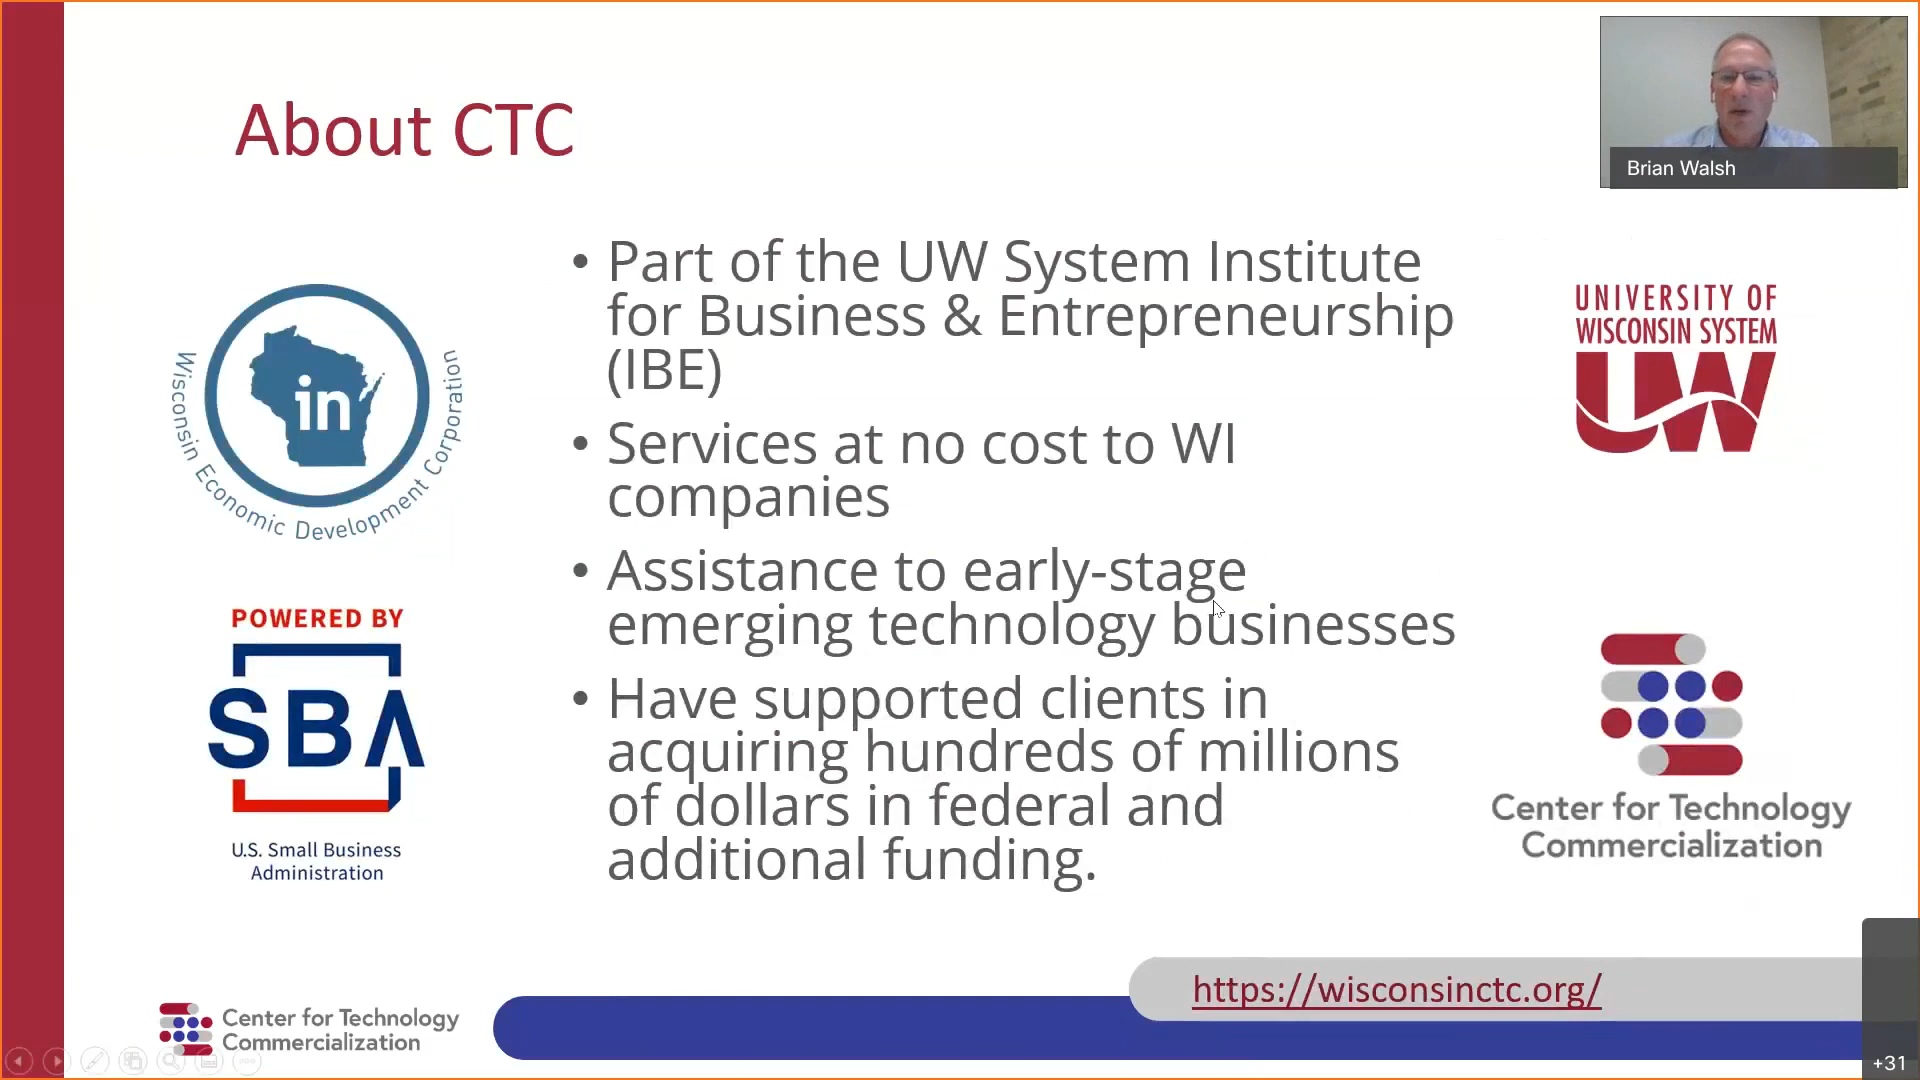 About CTC
Brian Walsh
• Part of the UW System Institute
for Business & Entrepreneurship
(IBE)
• Services at no cost to WI
companies
• Assistance to early-stage
emerging technology businesses
• Have supported clients in
acquiring hundreds of millions
of dollars in federal and
additional funding.
in
Wisconsin Economic Development Corporation
POWERED BY
SBA
U.S. Small Business
Administration
UNIVERSITY OF
WISCONSIN SYSTEM
UW
Center for Technology
Commercialization
https://wisconsinctc.org/
Center for Technology
Commercialization
+31